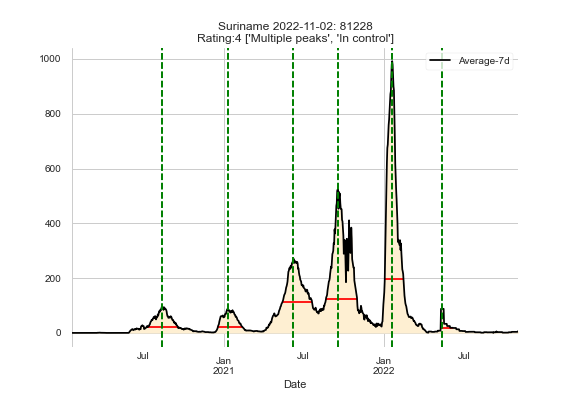 Suriname 2022-11-02: 81228
Rating:4 ['Multiple peaks', 'In control']
Average-7d
1000
800
600
400
200
0
Jul
Jan
2021
Jul
Jan
2022
Jul
Date